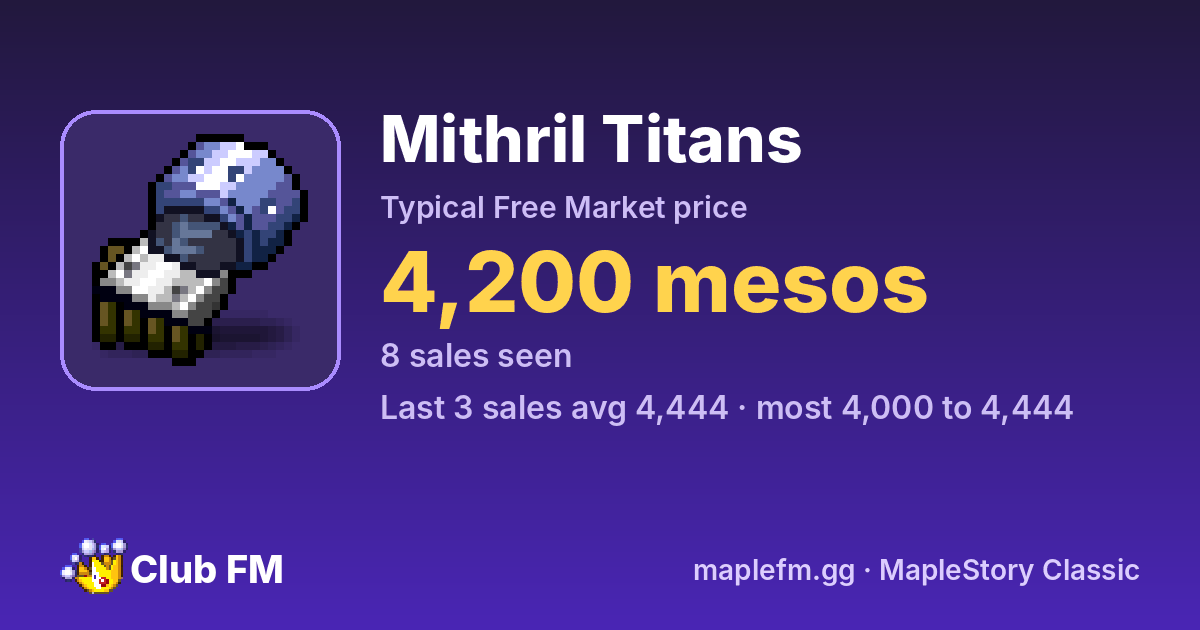 Mithril Titans
Typical Free Market price
4,200 mesos
8 sales seen
Last 3 sales avg 4,444 · most 4,000 to 4,444
Club FM
maplefm.gg · MapleStory Classic